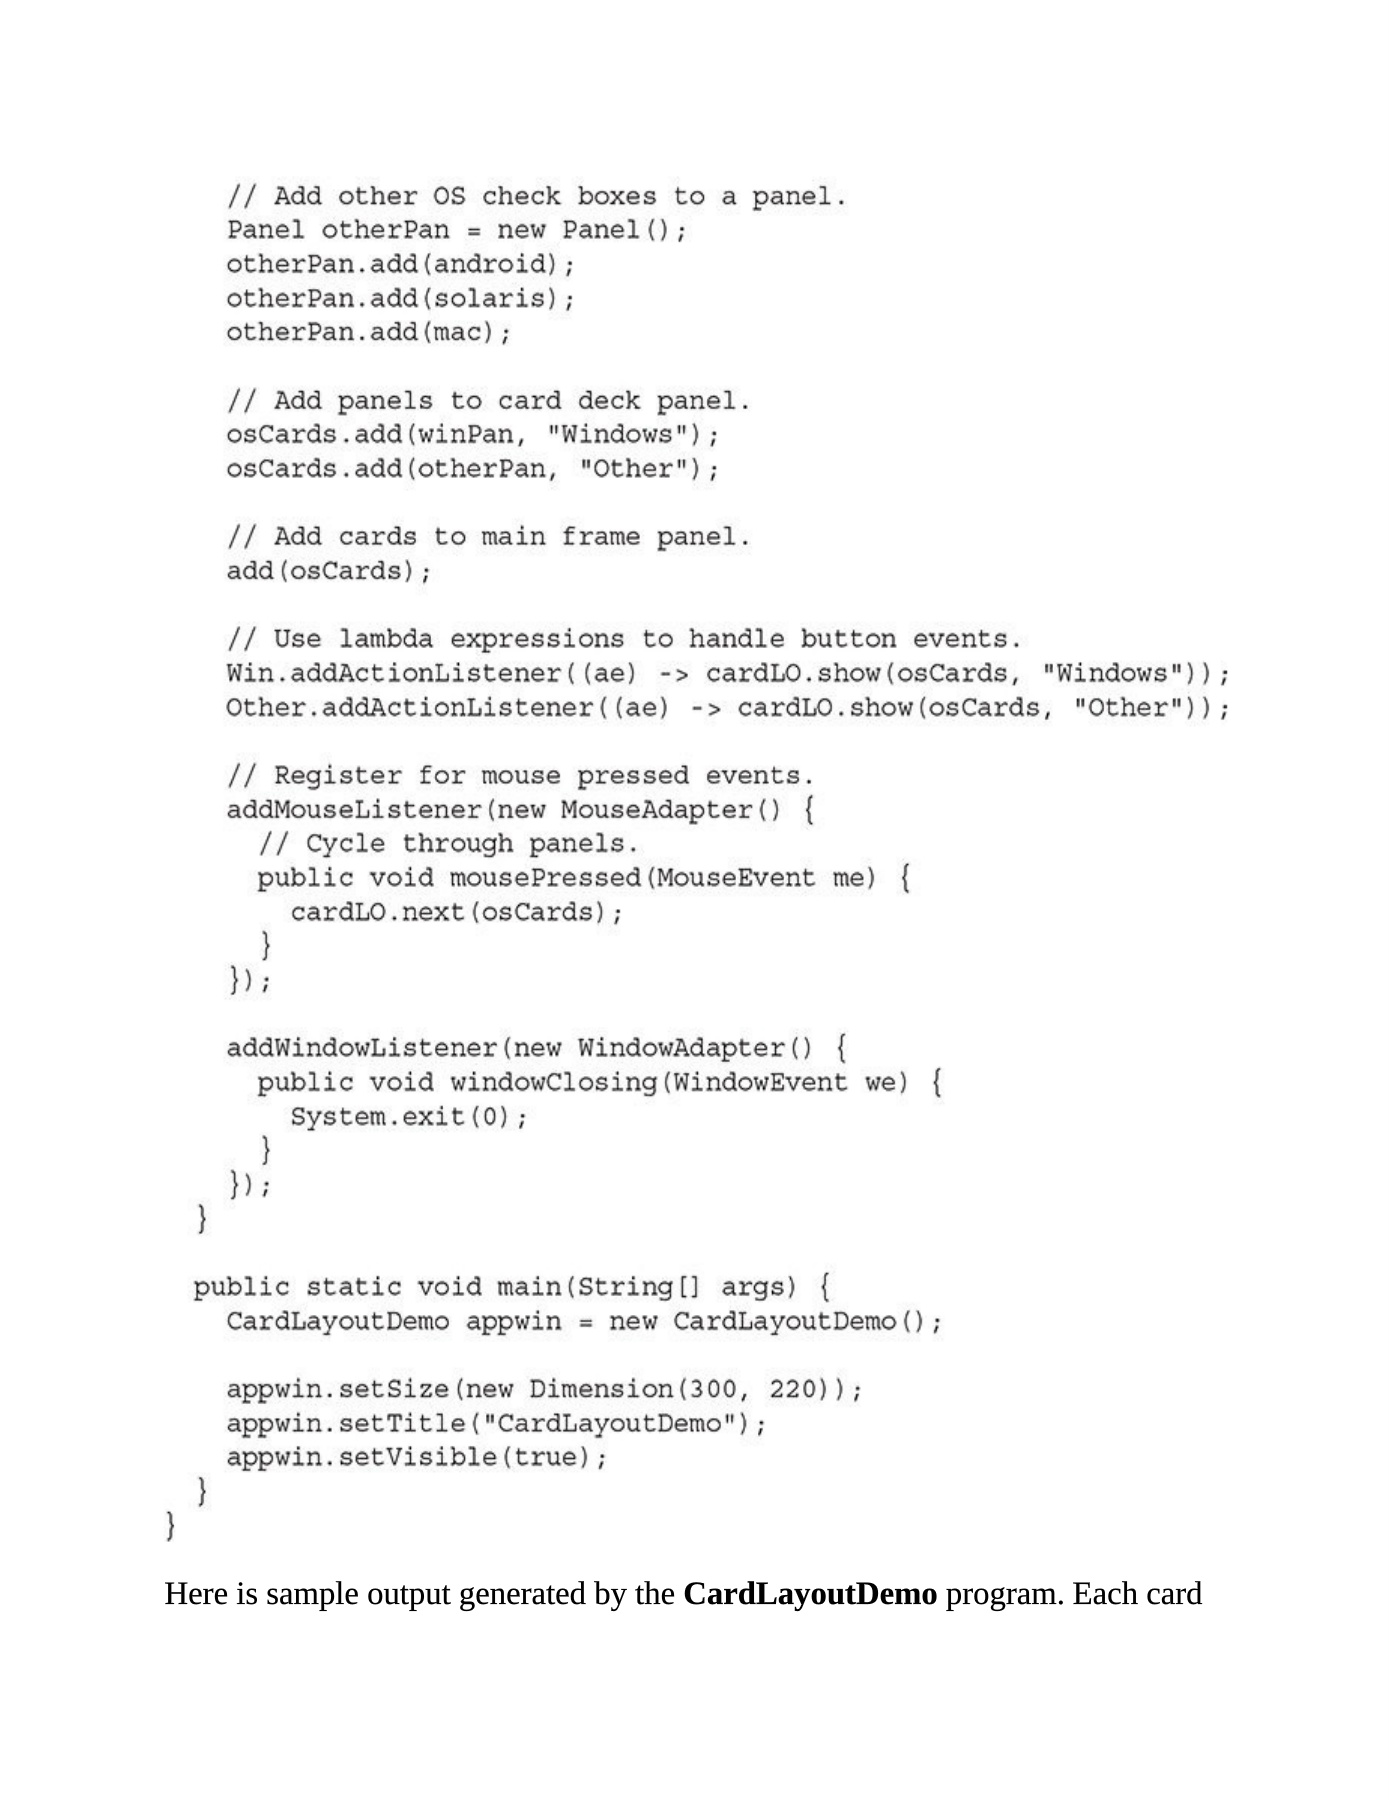 // Add other OS check boxes to a panel.
Panel otherPan = new Panel();
otherPan.add(android);
otherPan.add(solaris);
otherPan.add(mac);

// Add panels to card deck panel.
osCards.add(winPan, "Windows");
osCards.add(otherPan, "Other");

// Add cards to main frame panel.
add(osCards);

// Use lambda expressions to handle button events.
Win.addActionListener((ae) -> cardLO.show(osCards, "Windows"));
Other.addActionListener((ae) -> cardLO.show(osCards, "Other"));

// Register for mouse pressed events.
addMouseListener(new MouseAdapter() {
  // Cycle through panels.
  public void mousePressed(MouseEvent me) {
    cardLO.next(osCards);
  }
});

addWindowListener(new WindowAdapter() {
  public void windowClosing(WindowEvent we) {
    System.exit(0);
  }
});
}

public static void main(String[] args) {
  CardLayoutDemo appwin = new CardLayoutDemo();

  appwin.setSize(new Dimension(300, 220));
  appwin.setTitle("CardLayoutDemo");
  appwin.setVisible(true);
}
}
Here is sample output generated by the CardLayoutDemo program. Each card